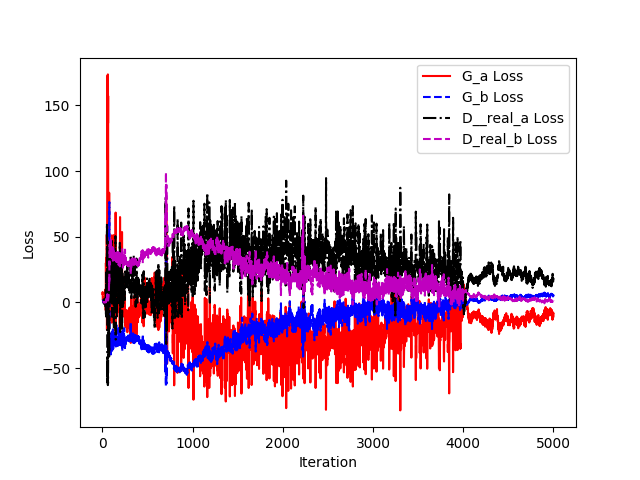 G_a Loss
G_b Loss
D__real_a Loss
D_real_b Loss
Loss
150
100
50
0
−50
0 1000 2000 3000 4000 5000
Iteration